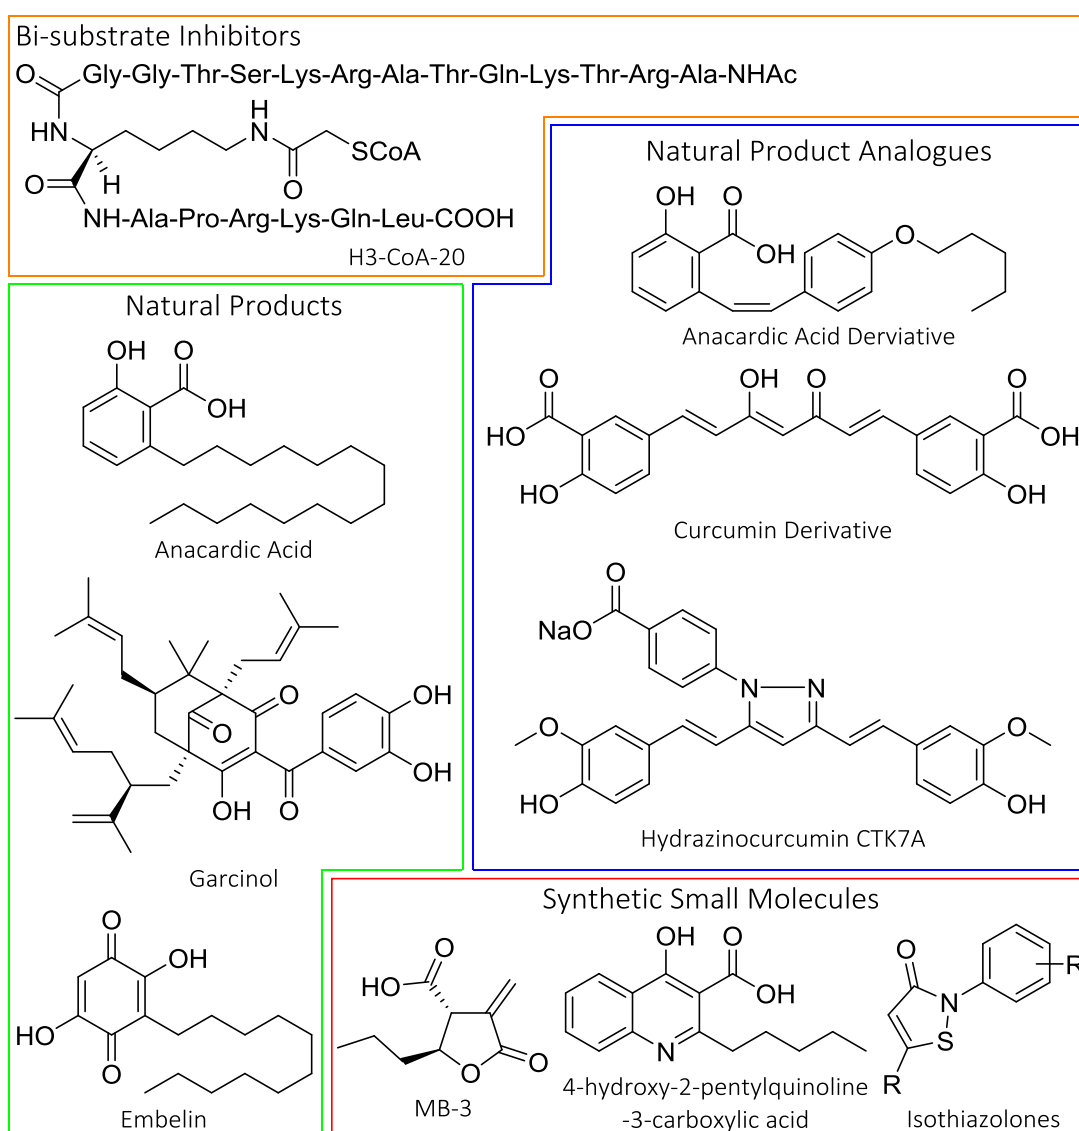 Bi-substrate Inhibitors
O Gly-Gly-Thr-Ser-Lys-Arg-Ala-Thr-Gln-Lys-Thr-Arg-Ala-NHAc
HN H N
O SCoA
O H
NH-Ala-Pro-Arg-Lys-Gln-Leu-COOH
H3-CoA-20
Natural Product Analogues
OH O
OH O
Anacardic Acid Derviative
O OH O O
HO OH
HO OH
Curcumin Derivative
O
NaO
N N
O O
HO OH
Hydrazinocurcumin CTK7A
Natural Products
OH O
OH
Anacardic Acid
O OH
O
OH
OH O
Garcinol
O
OH
HO
O
Embelin
Synthetic Small Molecules
O
HO
O
O
MB-3
OH O
OH
N
4-hydroxy-2-pentylquinoline
-3-carboxylic acid
O R
N
S
R
Isothiazolones